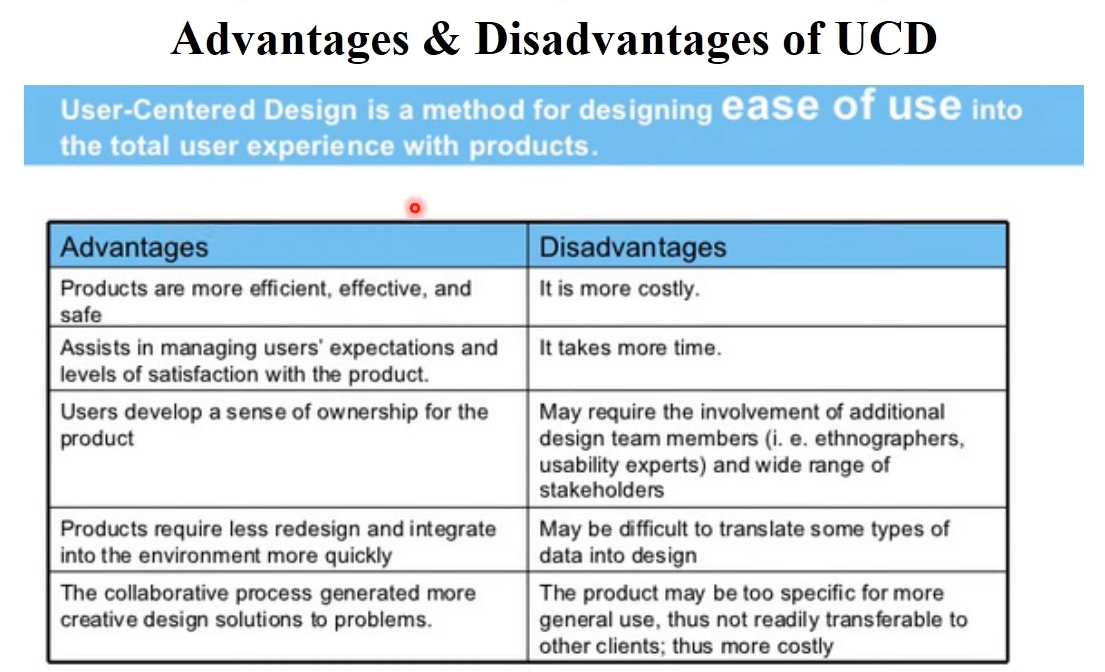 Advantages & Disadvantages of UCD
User-Centered Design is a method for designing ease of use into
the total user experience with products.
Advantages
Disadvantages
Products are more efficient, effective, and
safe
It is more costly.
Assists in managing users' expectations and
levels of satisfaction with the product.
It takes more time.
Users develop a sense of ownership for the
product
May require the involvement of additional
design team members (i. e. ethnographers,
usability experts) and wide range of
stakeholders
Products require less redesign and integrate
into the environment more quickly
May be difficult to translate some types of
data into design
The collaborative process generated more
creative design solutions to problems.
The product may be too specific for more
general use, thus not readily transferable to
other clients; thus more costly